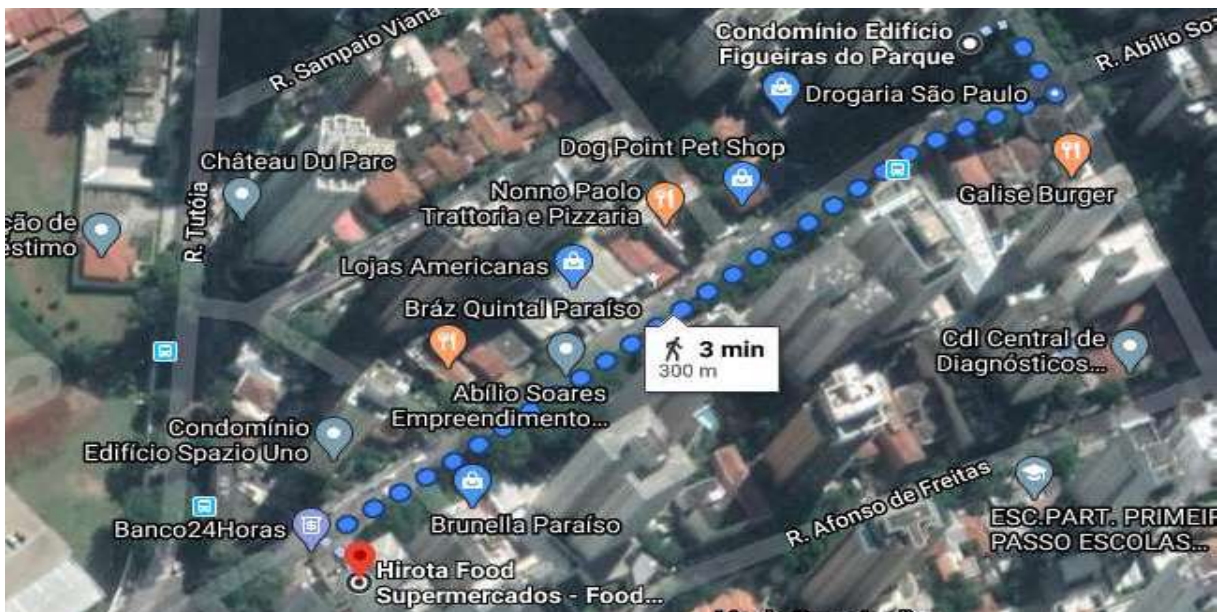 R. Sampaio Viana
Condomínio Edifício
Figueiras do Parque
R. Abílio So
Drogaria São Paulo
Château Du Parc
Dog Point Pet Shop
Nonno Paolo
Trattoria e Pizzaria
Galise Burger
ção de
éstimo
R. Tutóia
Lojas Americanas
Bráz Quintal Paraíso
3 min
300 m
Cdl Central de
Diagnósticos...
Abílio Soares
Empreendimento...
Condomínio
Edifício Spazio Uno
Banco24Horas
Brunella Paraíso
R. Afonso de Freitas
ESC.PART. PRIMEIR
PASSO ESCOLAS...
Hirota Food
Supermercados - Food...